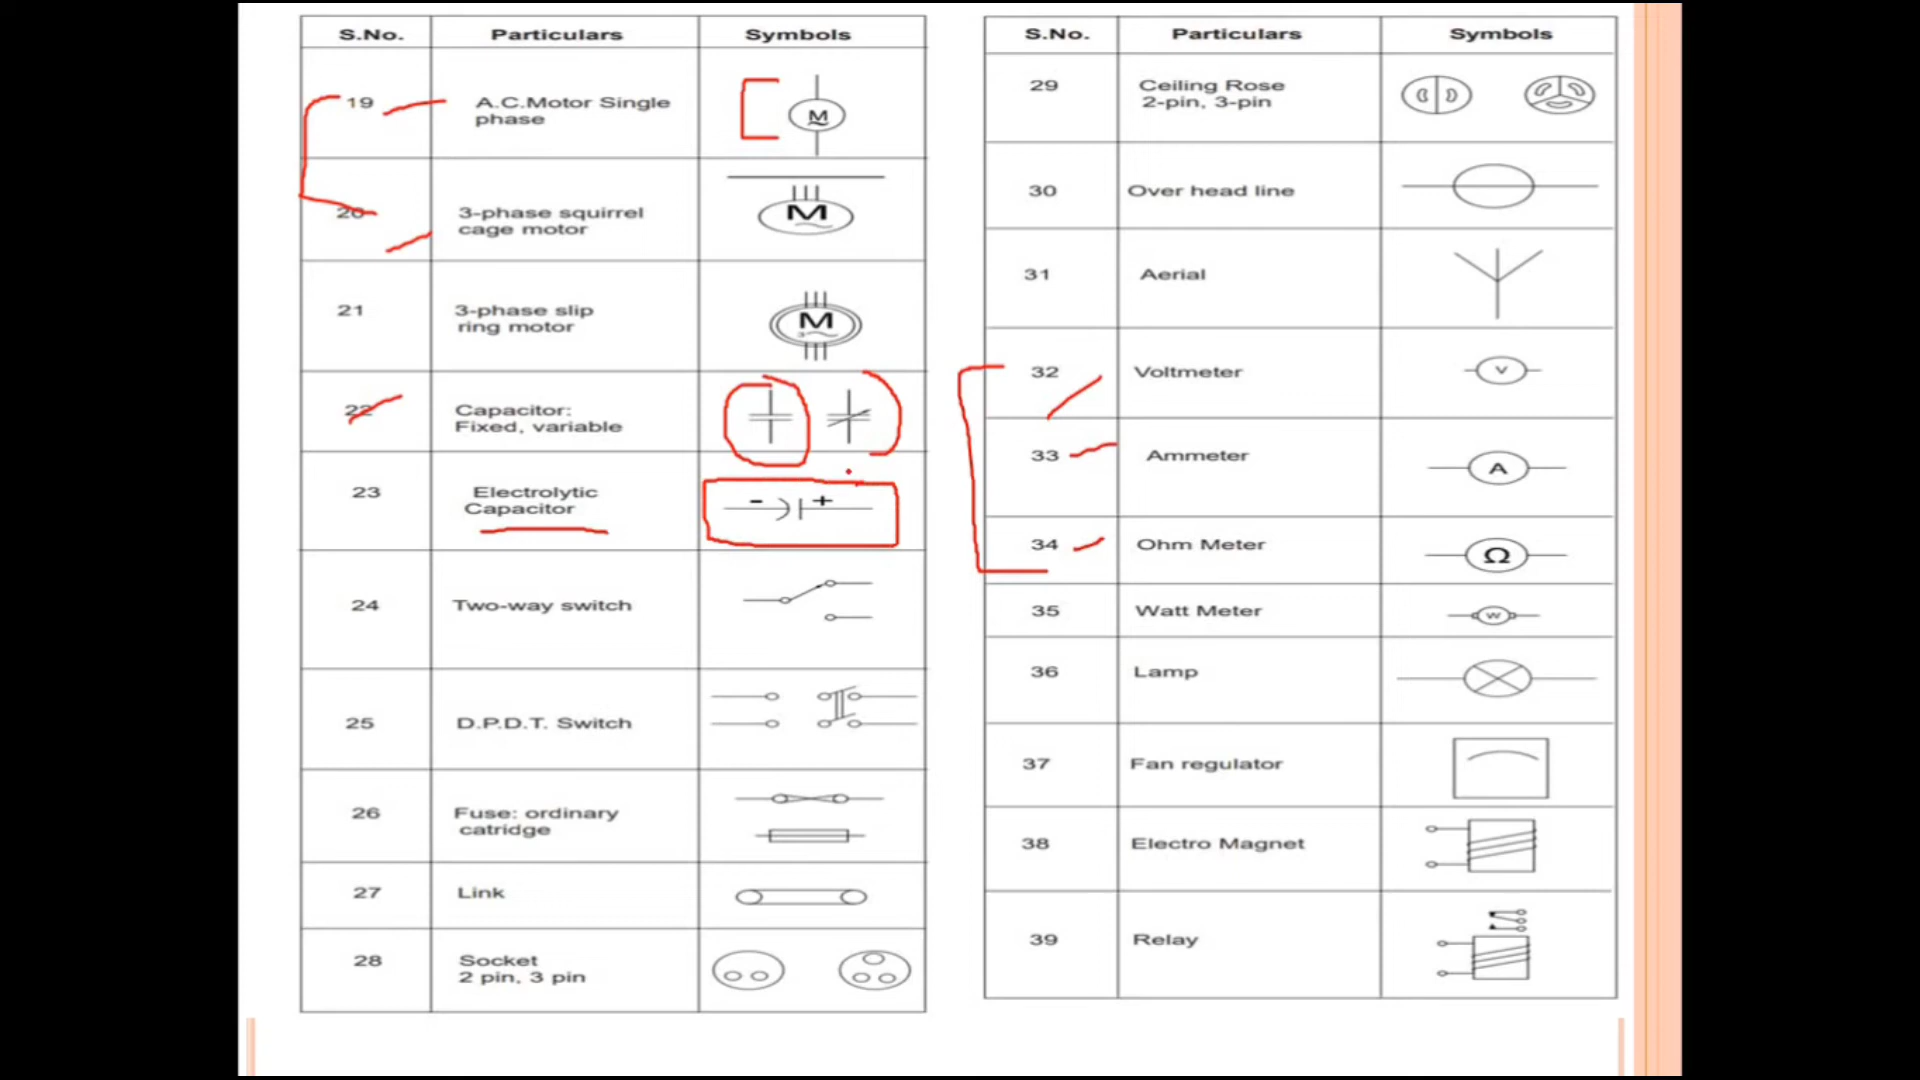 S.No. Particulars Symbols
19 A.C.Motor Single
phase
M
20 3-phase squirrel
cage motor
M
21 3-phase slip
ring motor
M
3~
22 Capacitor:
Fixed, variable
23 Electrolytic
Capacitor
- +
24 Two-way switch
25 D.P.D.T. Switch
26 Fuse: ordinary
catridge
27 Link
28 Socket
2 pin, 3 pin
S.No. Particulars Symbols
29 Ceiling Rose
2-pin, 3-pin
30 Over head line
31 Aerial
32 Voltmeter V
33 Ammeter A
34 Ohm Meter Ω
35 Watt Meter W
36 Lamp
37 Fan regulator
38 Electro Magnet
39 Relay